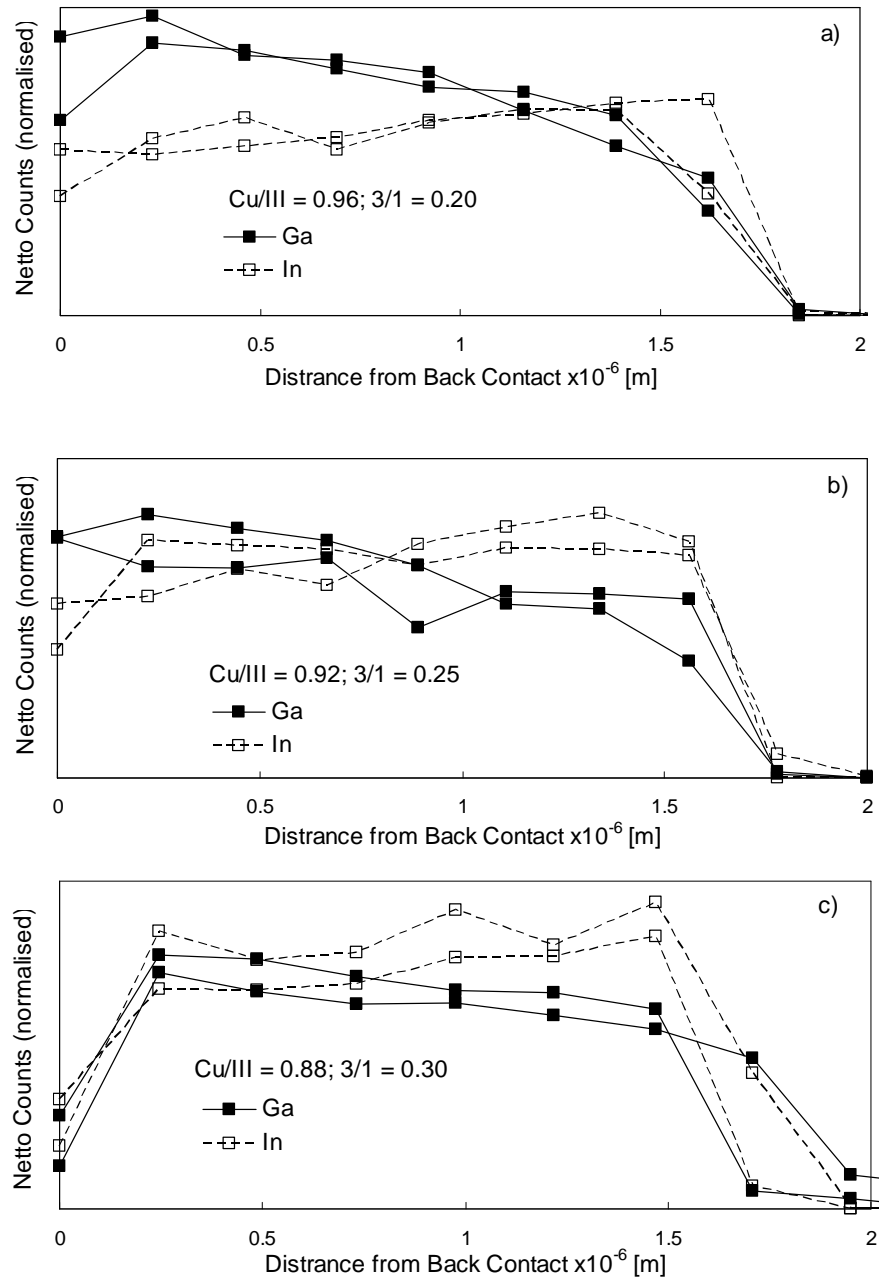 a)
Netto Counts (normalised)
Cu/III = 0.96; 3/1 = 0.20
Ga
In
0 0.5 1 1.5 2
Distrance from Back Contact x10⁻⁶ [m]
b)
Netto Counts (normalised)
Cu/III = 0.92; 3/1 = 0.25
Ga
In
0 0.5 1 1.5 2
Distance from Back Contact x10⁻⁶ [m]
c)
Netto Counts (normalised)
Cu/III = 0.88; 3/1 = 0.30
Ga
In
0 0.5 1 1.5 2
Distance from Back Contact x10⁻⁶ [m]